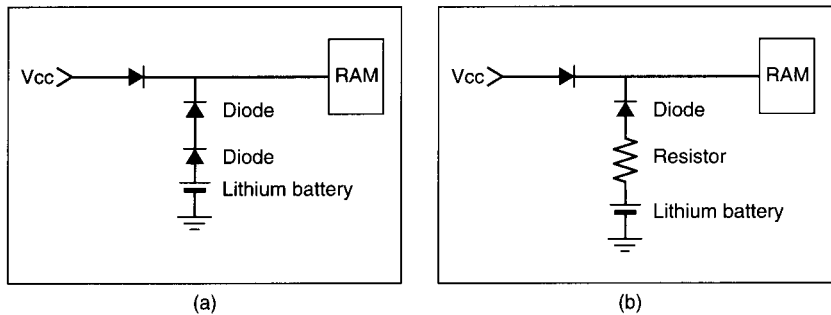 Vcc
RAM
Diode
Diode
Lithium battery
(a)
Vcc
RAM
Diode
Resistor
Lithium battery
(b)